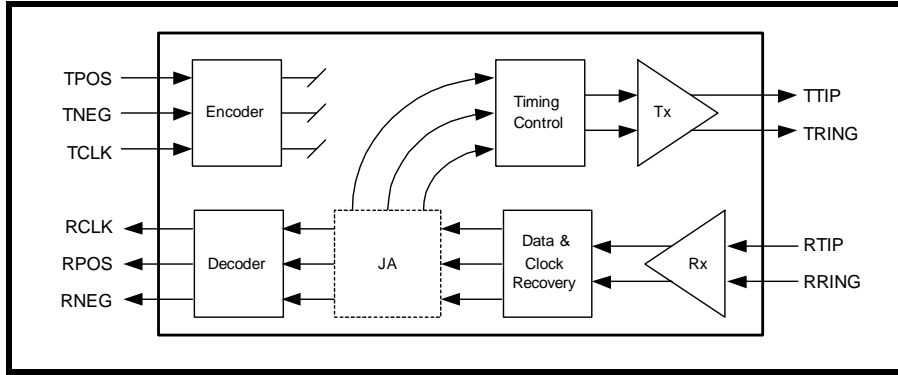 TPOS
TNEG
TCLK
Encoder
Timing
Control
Tx
TTIP
TRING
RCLK
RPOS
RNEG
Decoder
JA
Data &
Clock
Recovery
Rx
RTIP
RRING